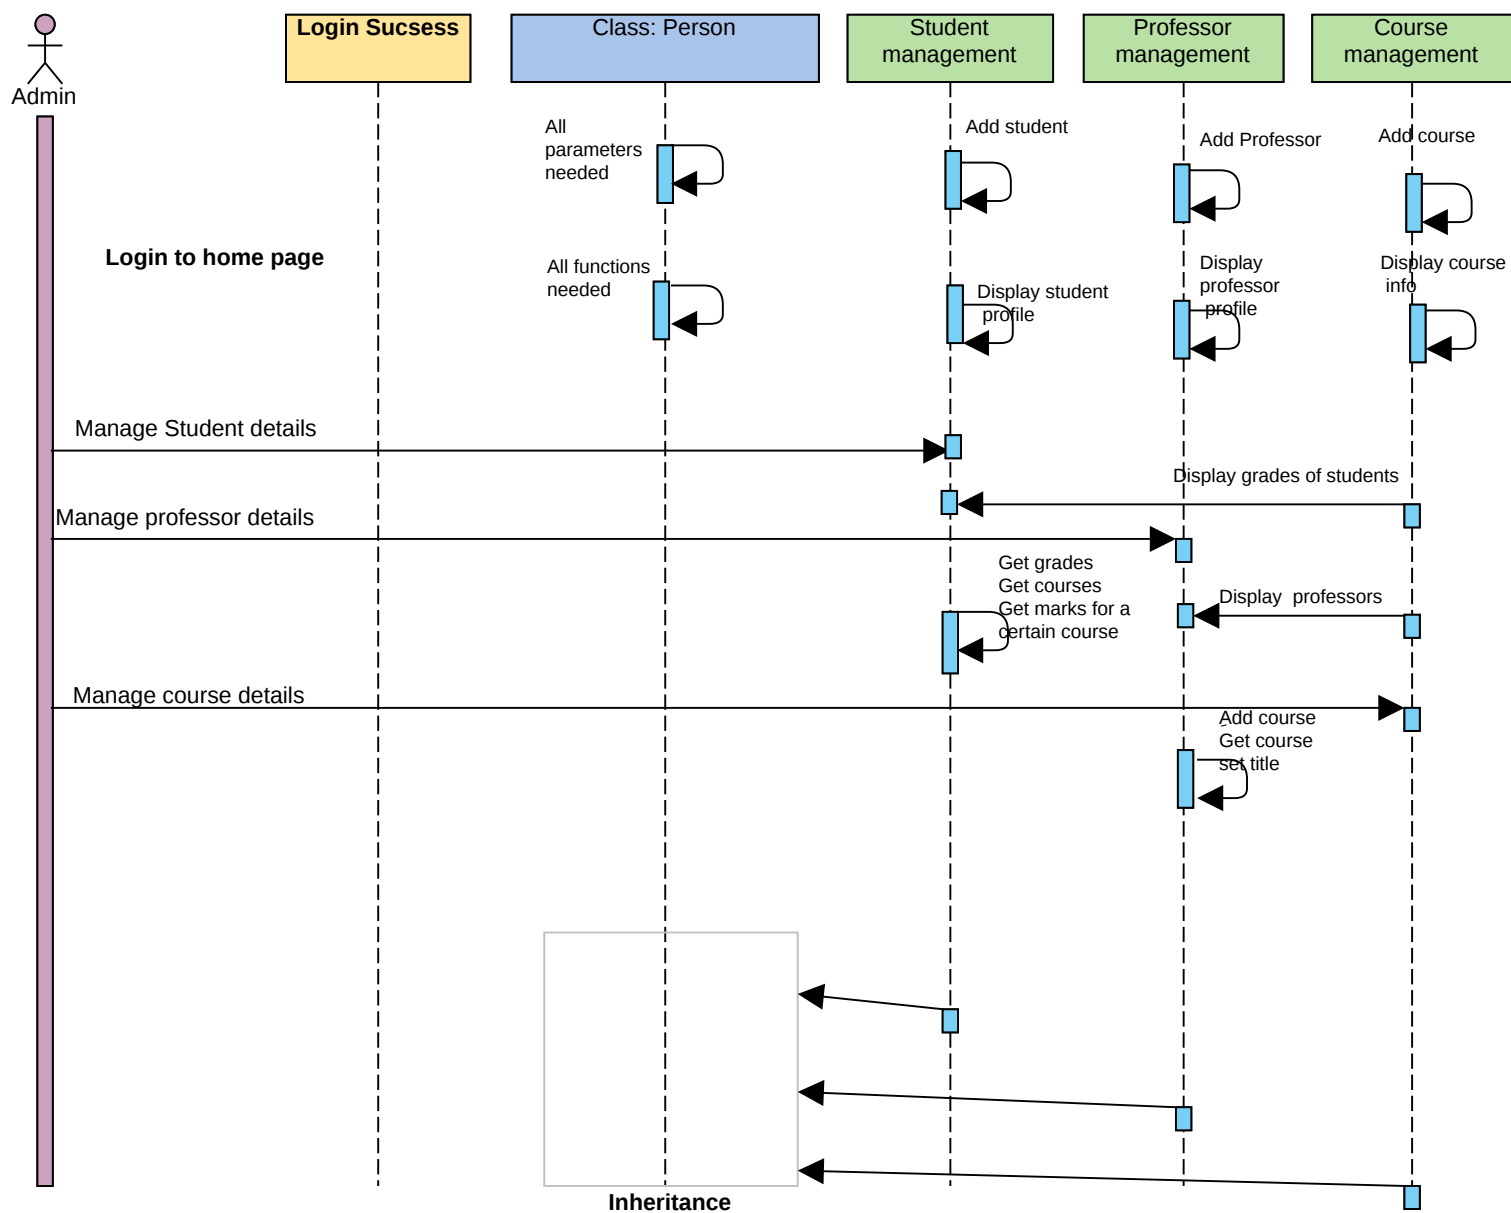 Admin
Login Sucsess
Class: Person
Student
management
Professor
management
Course
management
All
parameters
needed
Add student
Add Professor
Add course
Login to home page
All functions
needed
Display student
profile
Display
professor
profile
Display course
info
Manage Student details
Display grades of students
Manage professor details
Get grades
Get courses
Get marks for a
certain course
Display  professors
Manage course details
Add course
Get course
set title
Inheritance